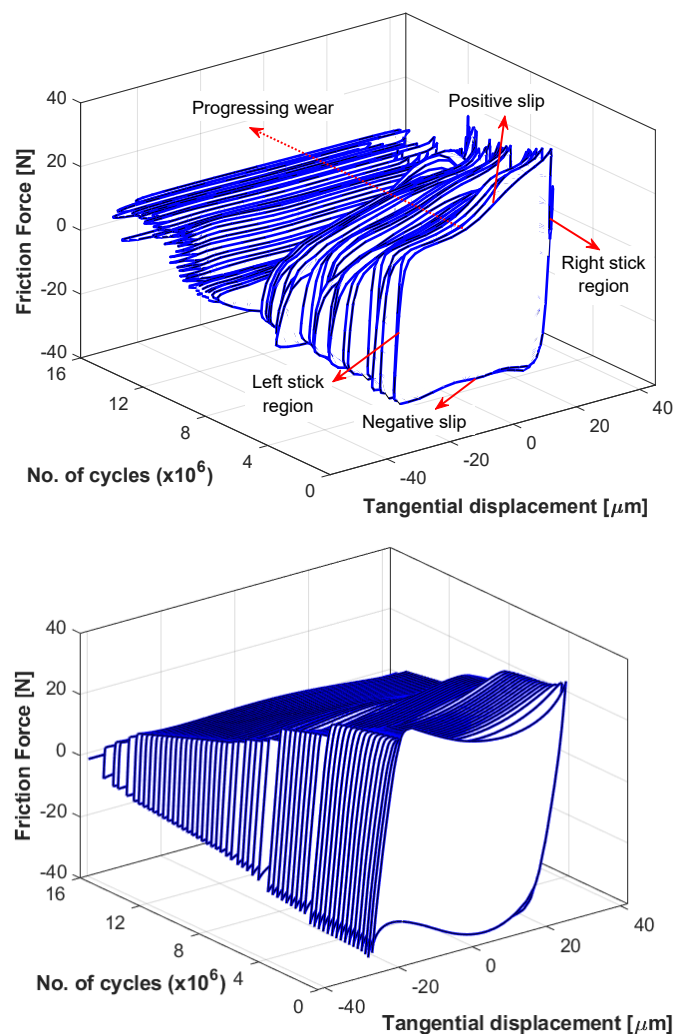 40
20
0
-20
-40
Friction Force [N]
Progressing wear
Positive slip
Right stick
region
Left stick
region
Negative slip
16
12
8
4
0
No. of cycles (x10⁶)
-40
-20
0
20
40
Tangential displacement [μm]
40
20
0
-20
-40
Friction Force [N]
16
12
8
4
0
No. of cycles (x10⁶)
-40
-20
0
20
40
Tangential displacement [μm]